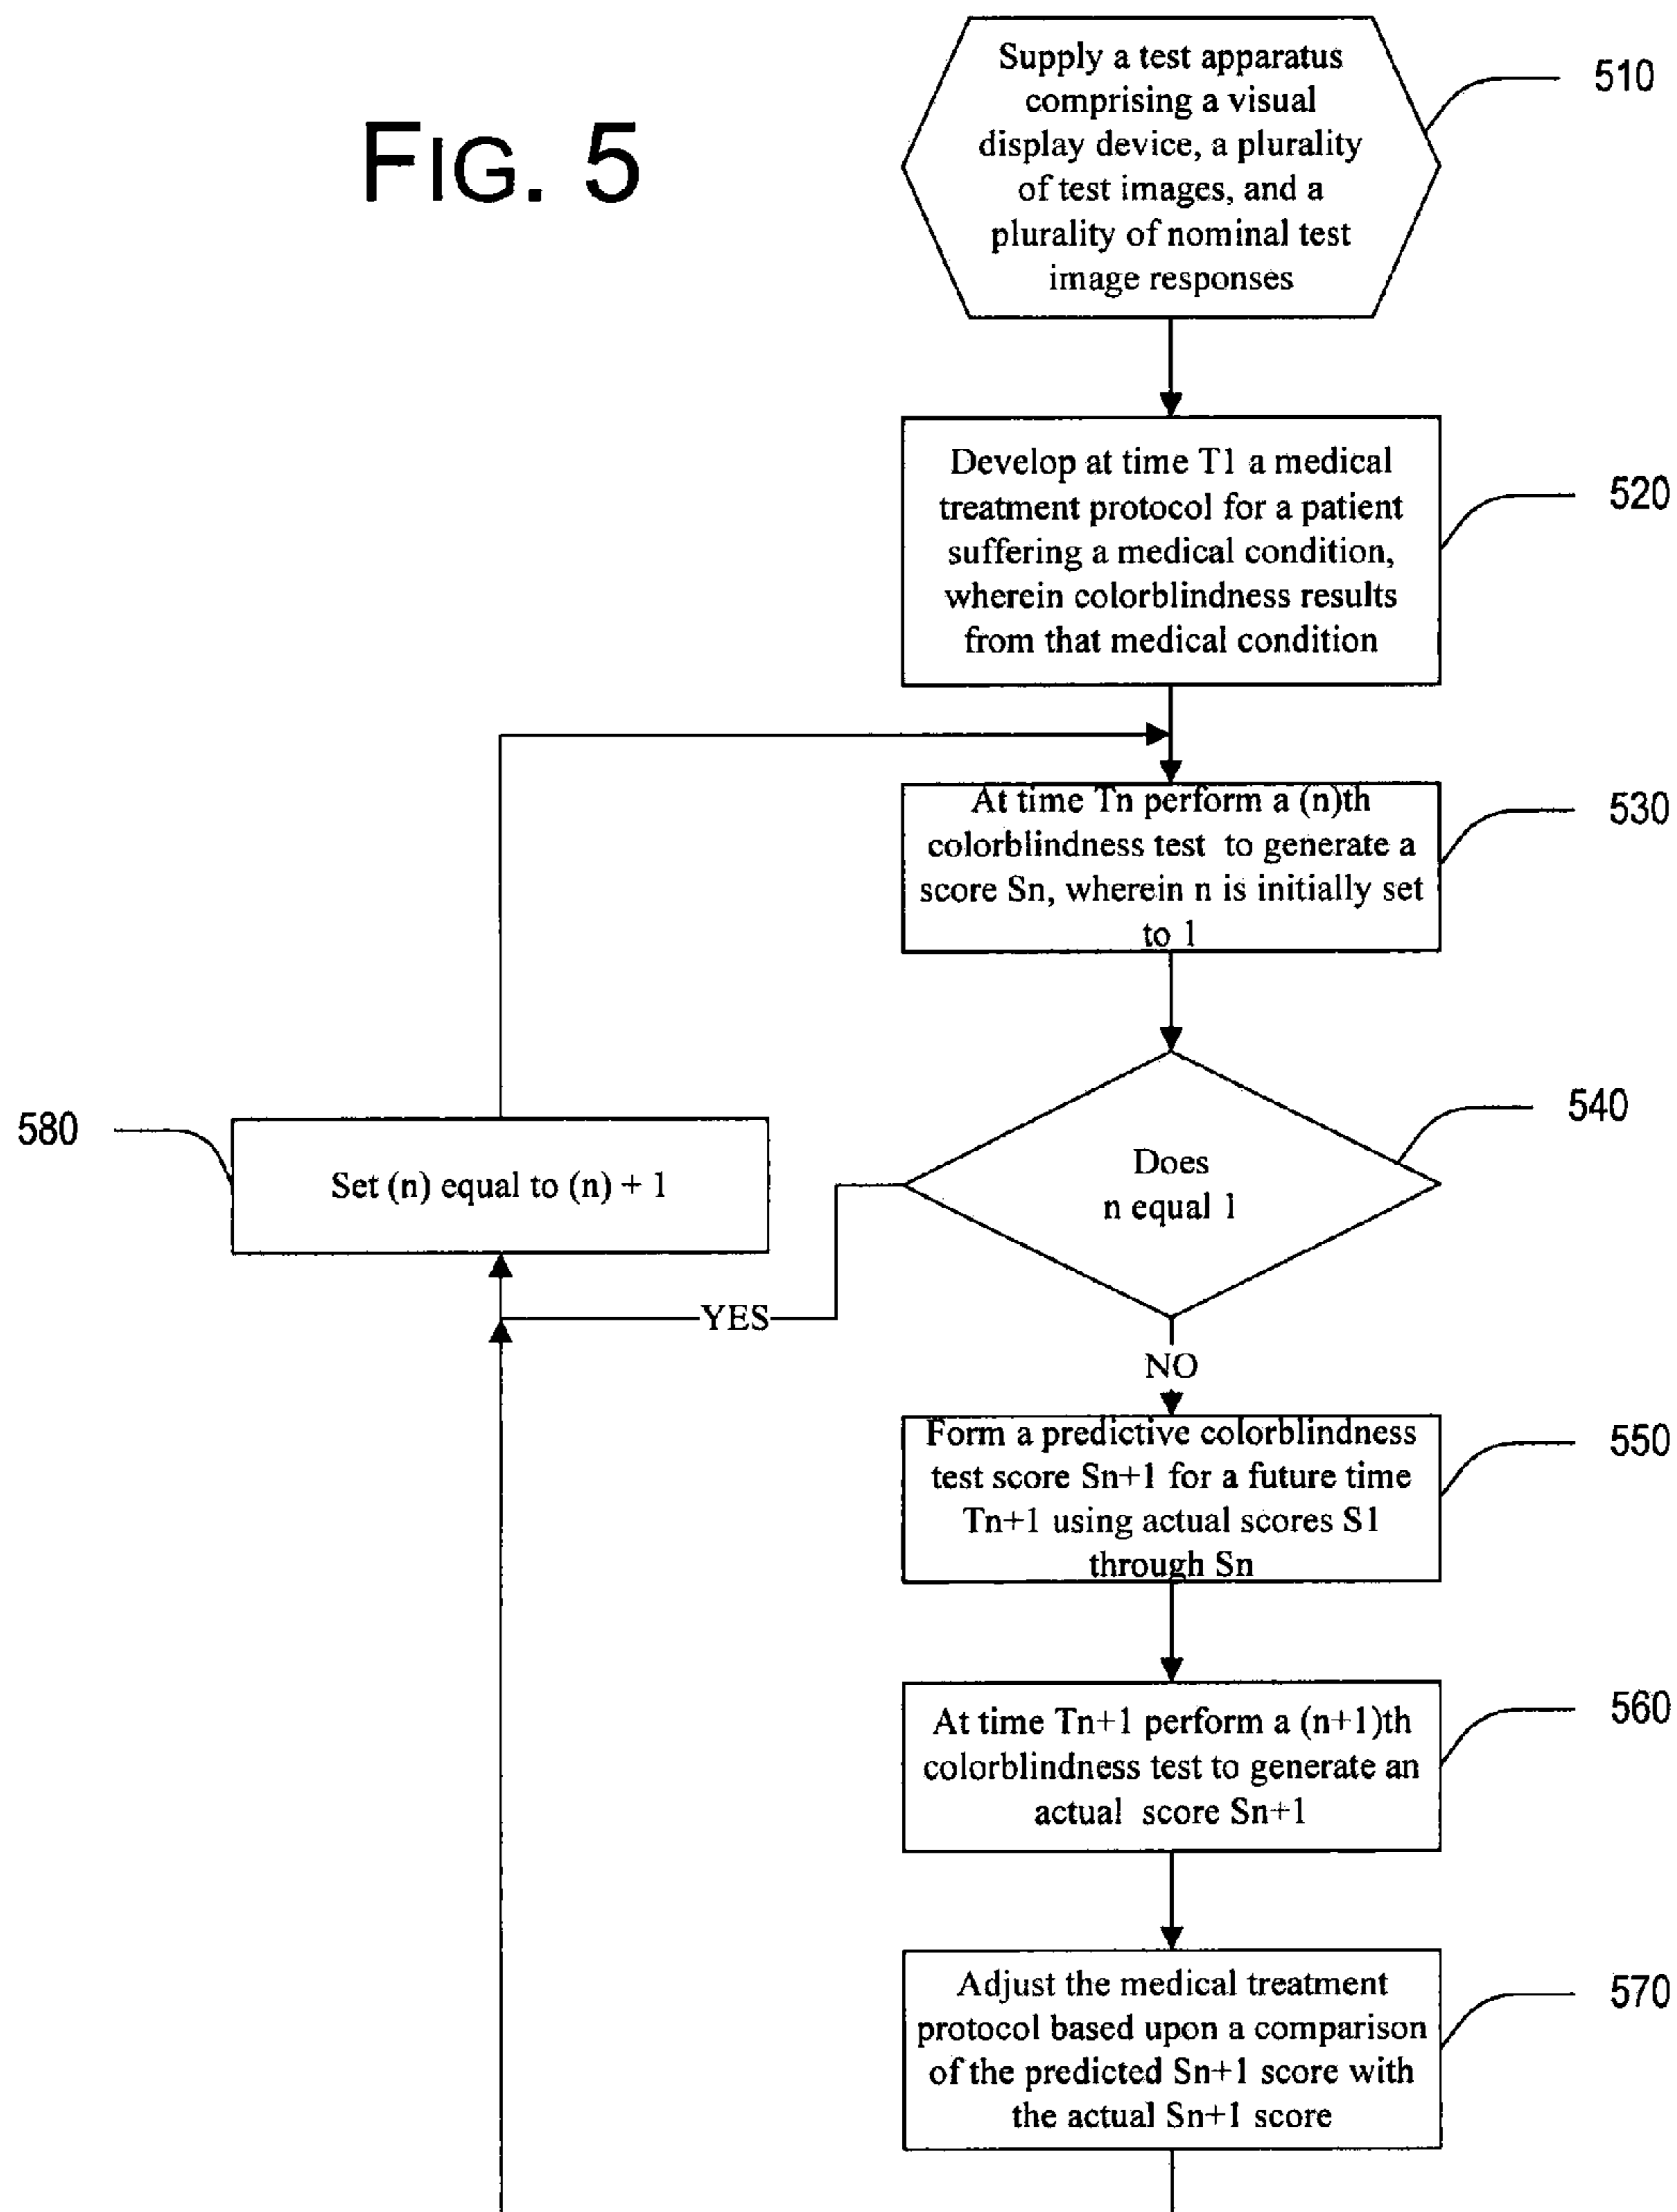 FIG. 5
Supply a test apparatus
comprising a visual
display device, a plurality
of test images, and a
plurality of nominal test
image responses
510
Develop at time T1 a medical
treatment protocol for a patient
suffering a medical condition,
wherein colorblindness results
from that medical condition
520
At time Tn perform a (n)th
colorblindness test to generate a
score Sn, wherein n is initially set
to 1
530
580
Set (n) equal to (n) + 1
Does
n equal 1
540
YES
NO
Form a predictive colorblindness
test score Sn+1 for a future time
Tn+1 using actual scores S1
through Sn
550
At time Tn+1 perform a (n+1)th
colorblindness test to generate an
actual score Sn+1
560
Adjust the medical treatment
protocol based upon a comparison
of the predicted Sn+1 score with
the actual Sn+1 score
570